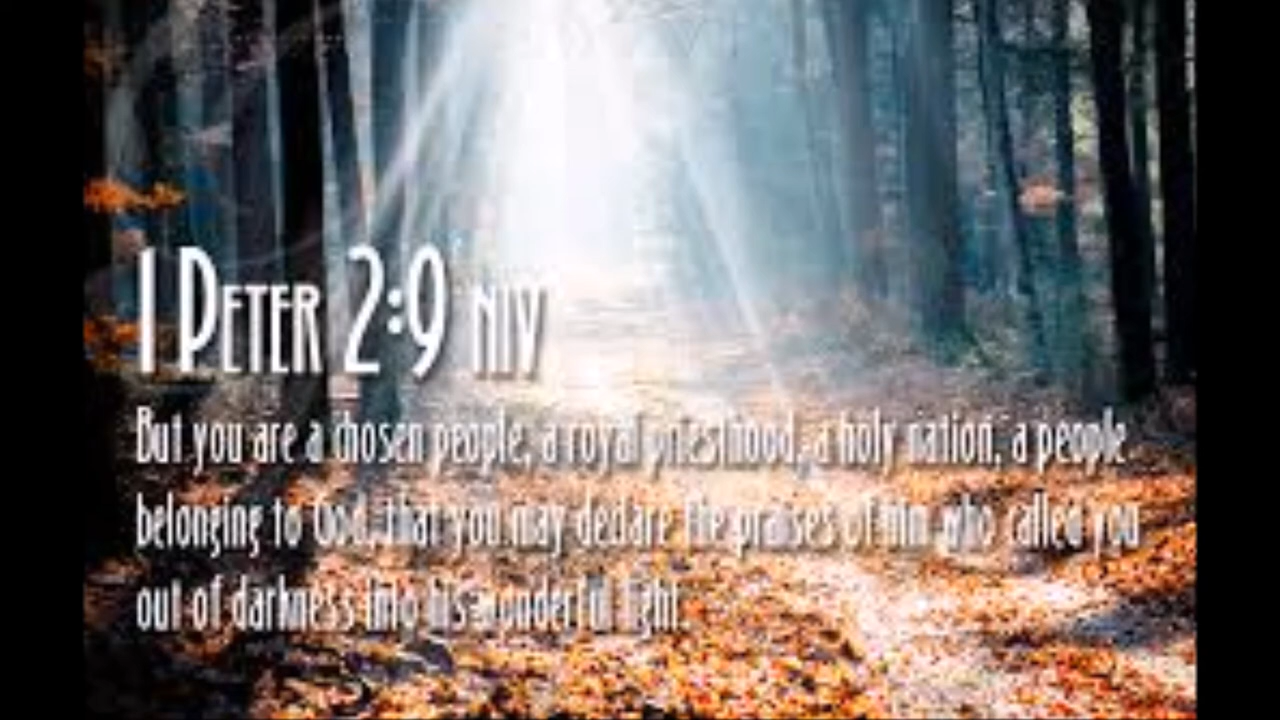 1 PETER 2:9 NIV
But you are a chosen people, a royal priesthood, a holy nation, a people
belonging to God, that you may declare the praises of him who called you
out of darkness into his wonderful light.